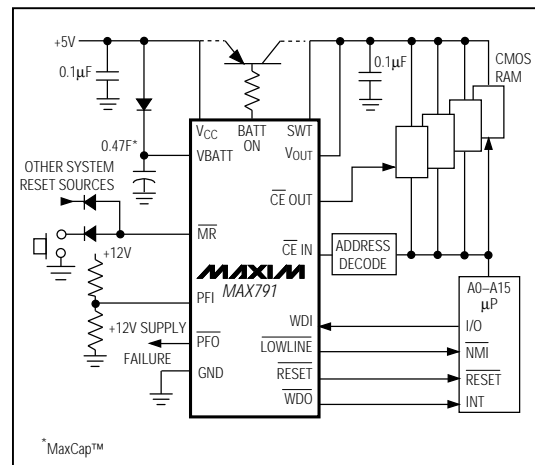 +5V
0.1µF
0.47F*
OTHER SYSTEM
RESET SOURCES
+12V
+12V SUPPLY
FAILURE
VCC
BATT
ON
SWT
VBATT
VOUT
CE OUT
MR
CE IN
MAXIM
MAX791
PFI
WDI
PFO
LOWLINE
GND
RESET
WDO
0.1µF
CMOS
RAM
ADDRESS
DECODE
A0–A15
µP
I/O
NMI
RESET
INT
*MaxCap™